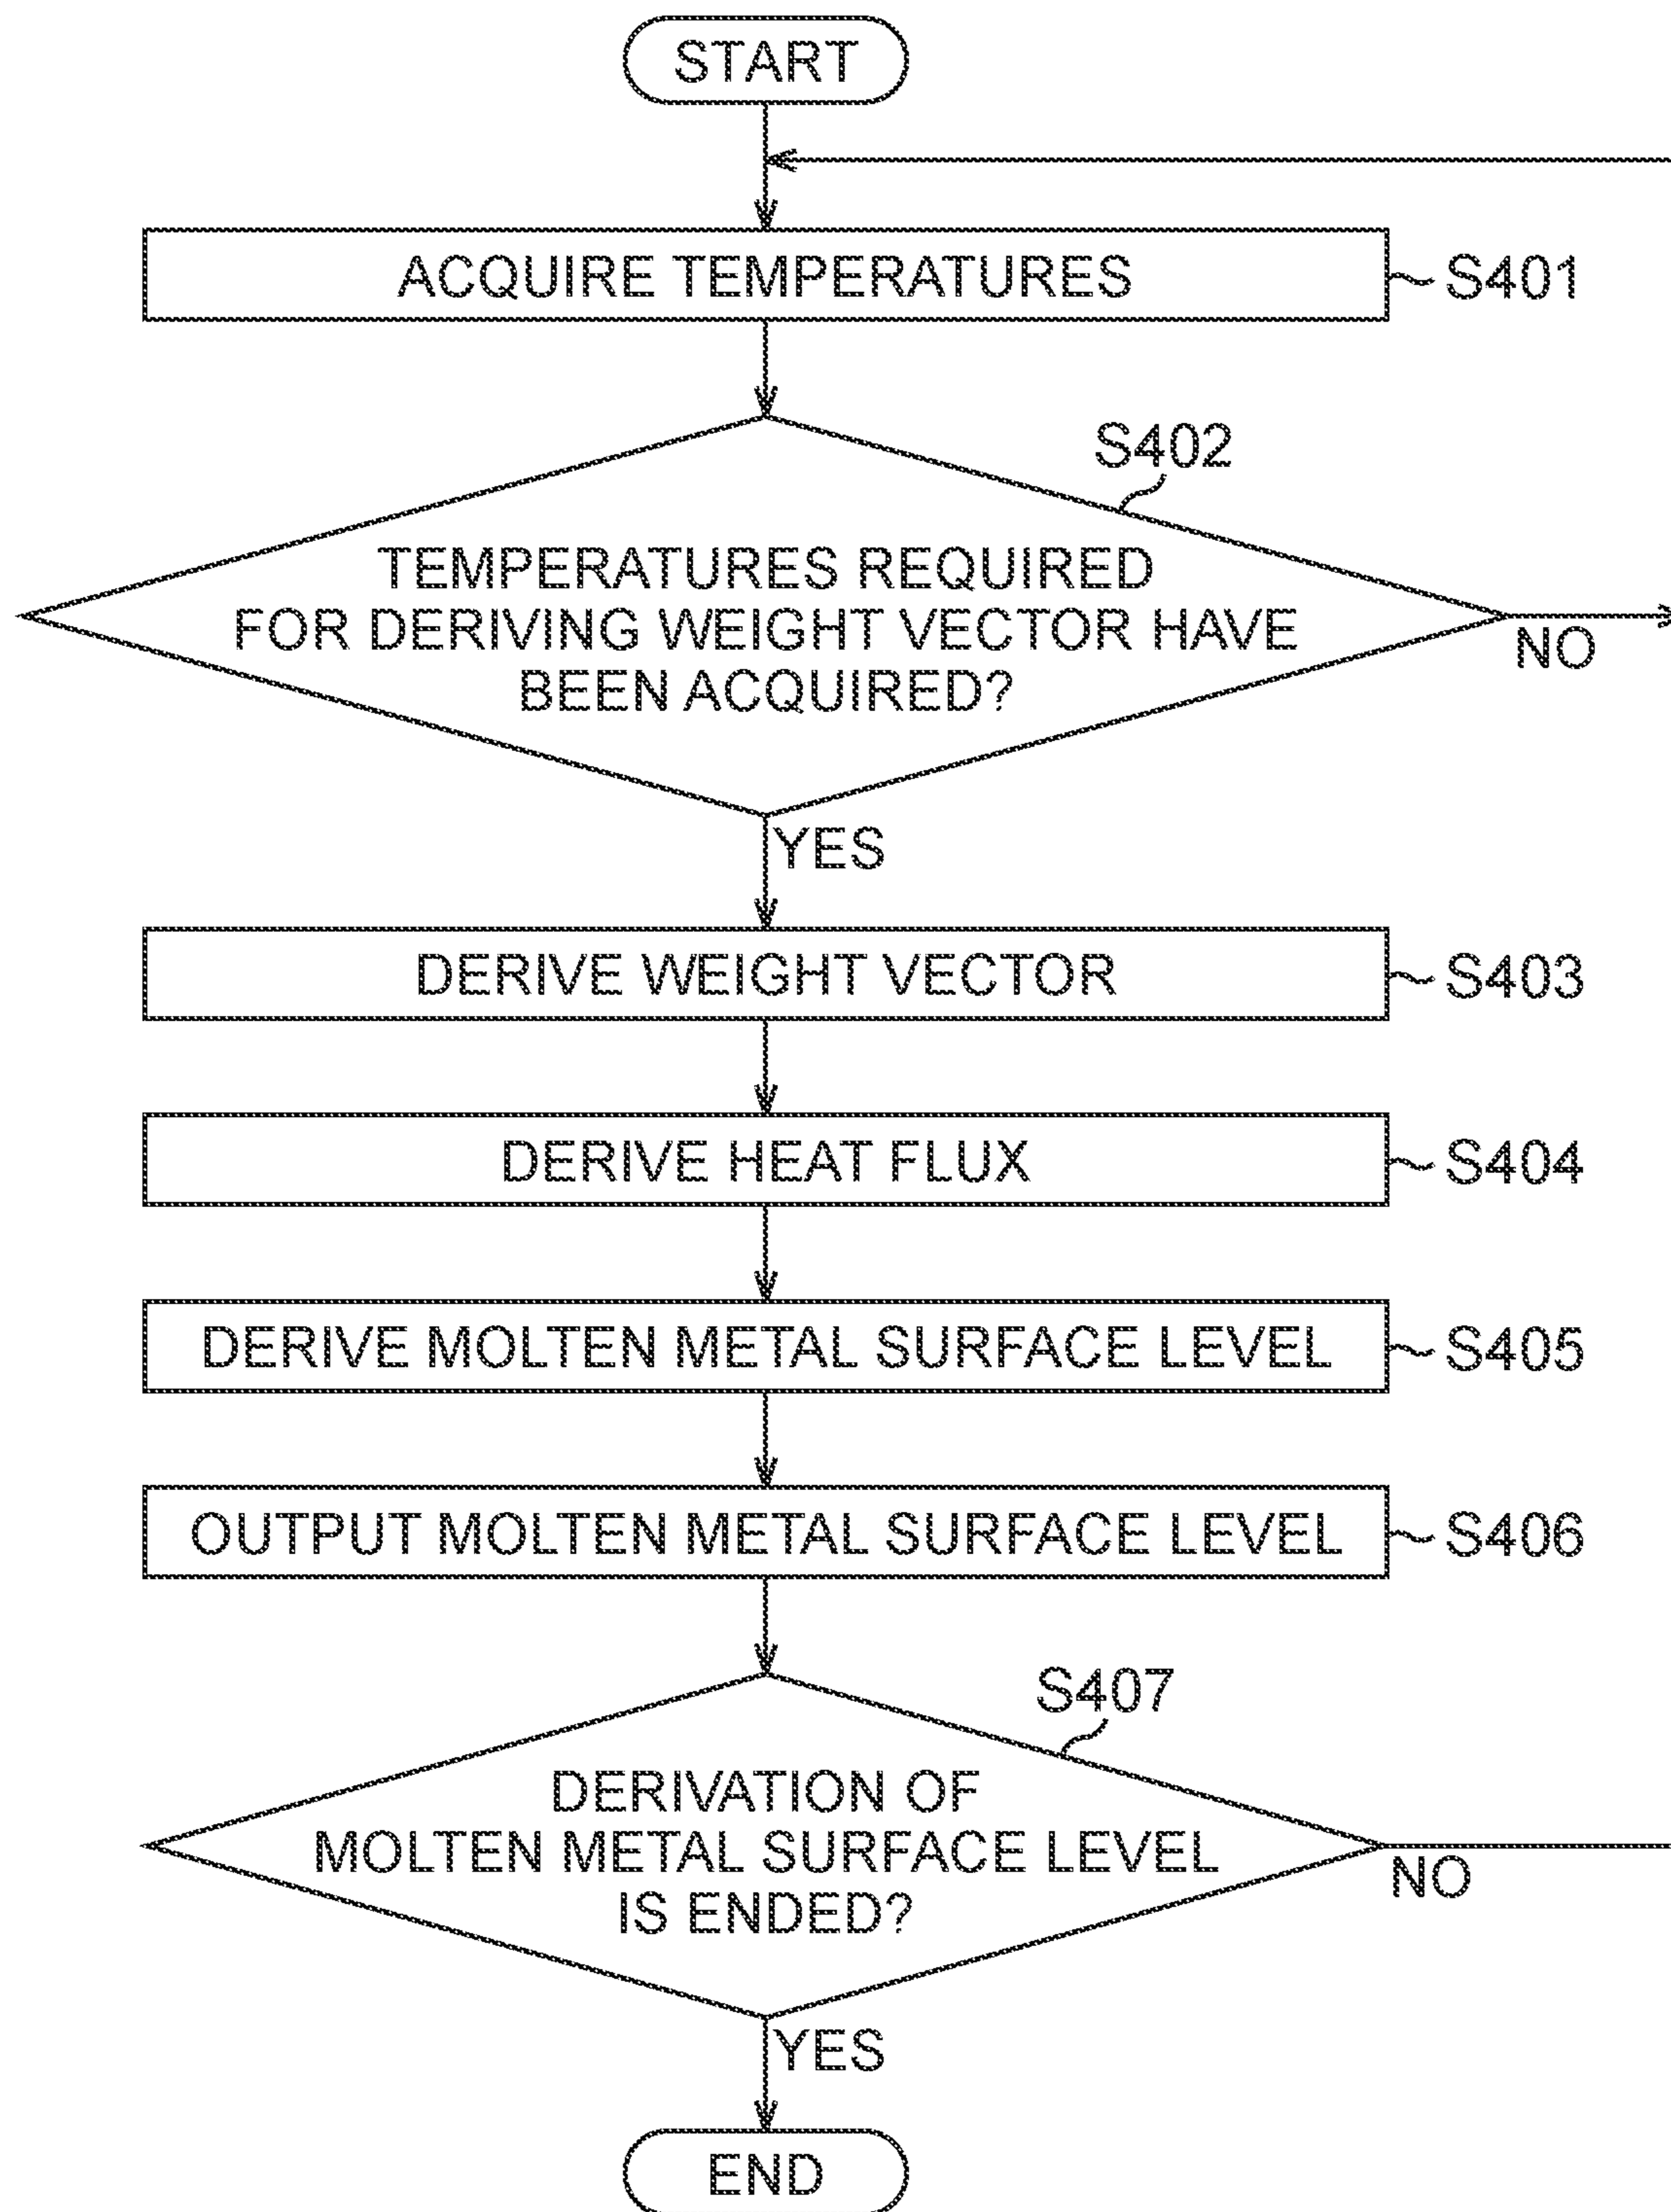 START
ACQUIRE TEMPERATURES
S401
S402
TEMPERATURES REQUIRED
FOR DERIVING WEIGHT VECTOR HAVE
BEEN ACQUIRED?
NO
YES
DERIVE WEIGHT VECTOR
S403
DERIVE HEAT FLUX
S404
DERIVE MOLTEN METAL SURFACE LEVEL
S405
OUTPUT MOLTEN METAL SURFACE LEVEL
S406
S407
DERIVATION OF
MOLTEN METAL SURFACE LEVEL
IS ENDED?
NO
YES
END